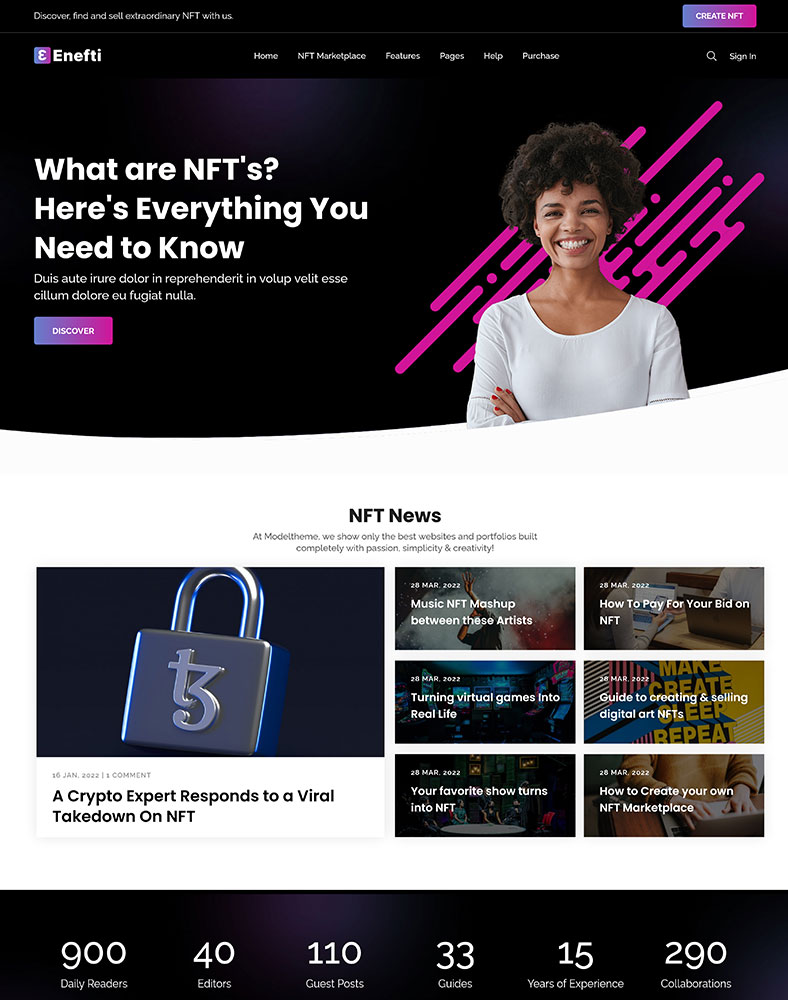 Discover, find and sell extraordinary NFT with us.
CREATE NFT
Enefti
Home
NFT Marketplace
Features
Pages
Help
Purchase
Sign In
What are NFT's?
Here's Everything You
Need to Know
Duis aute irure dolor in reprehenderit in volup velit esse
cillum dolore eu fugiat nulla.
DISCOVER
NFT News
At Modeltheme, we show only the best websites and portfolios built
completely with passion, simplicity & creativity!
16 JAN, 2022 | 1 COMMENT
A Crypto Expert Responds to a Viral
Takedown On NFT
28 MAR, 2022
Music NFT Mashup
between these Artists
28 MAR, 2022
How To Pay For Your Bid on
NFT
28 MAR, 2022
Turning virtual games Into
Real Life
MAKE
CREATE
SLEEP
REPEAT
28 MAR, 2022
Guide to creating & selling
digital art NFTs
28 MAR, 2022
Your favorite show turns
into NFT
28 MAR, 2022
How to Create your own
NFT Marketplace
900
Daily Readers
40
Editors
110
Guest Posts
33
Guides
15
Years of Experience
290
Collaborations